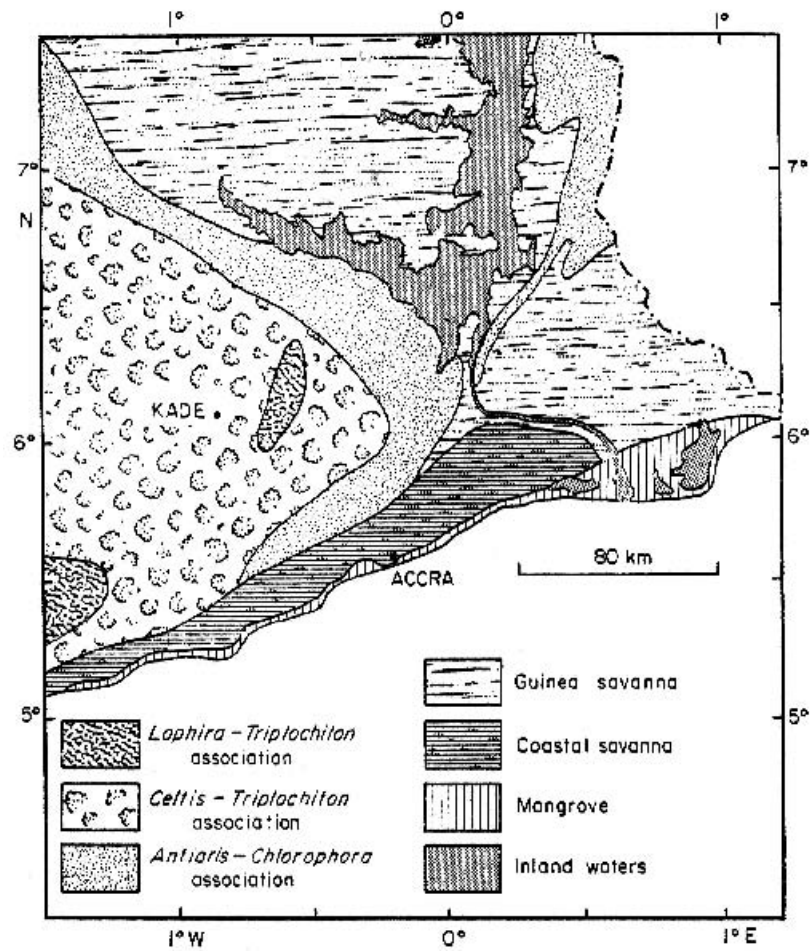 1° 0° 1°
7° 7°
N
KADE
6° 6°
80 km
ACCRA
Guinea savanna
5° 5°
Lophira – Triplochiton
association
Coastal savanna
Celtis – Triplochiton
association
Mangrove
Antiaris – Chlorophora
association
Inland waters
1° W 0° 1° E